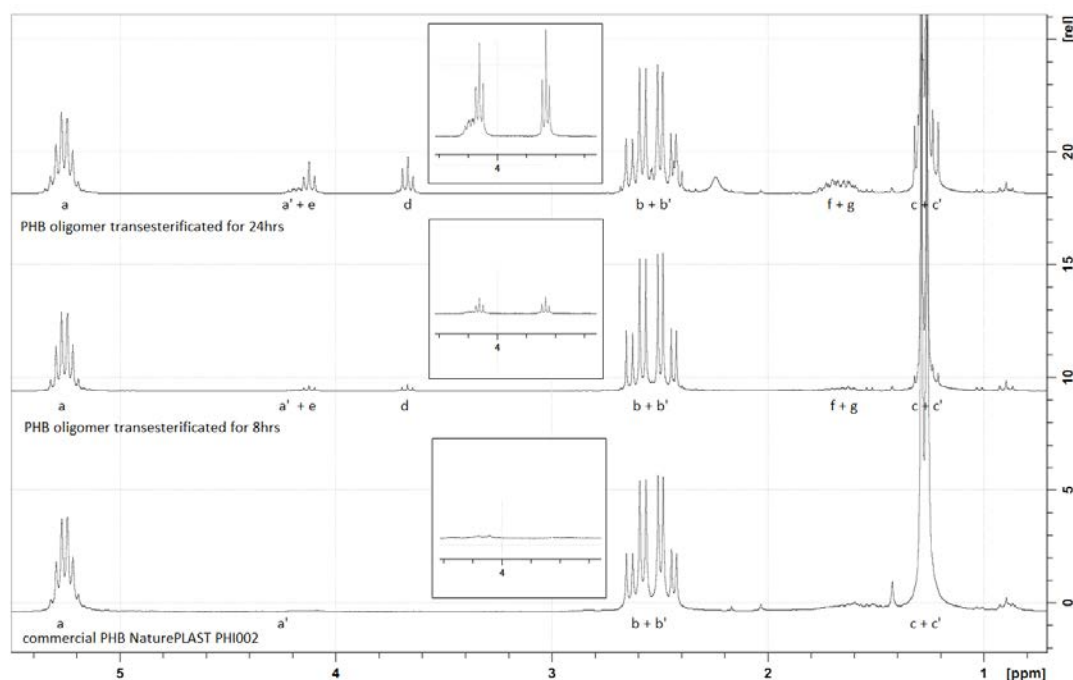 [rel]
20
15
10
5
0
4
a a' + e d b + b' f + g c + c'
PHB oligomer transesterificated for 24hrs
4
a a' + e d b + b' f + g c + c'
PHB oligomer transesterificated for 8hrs
4
a a' b + b' c + c'
commercial PHB NaturePLAST PHI002
5 4 3 2 1 [ppm]